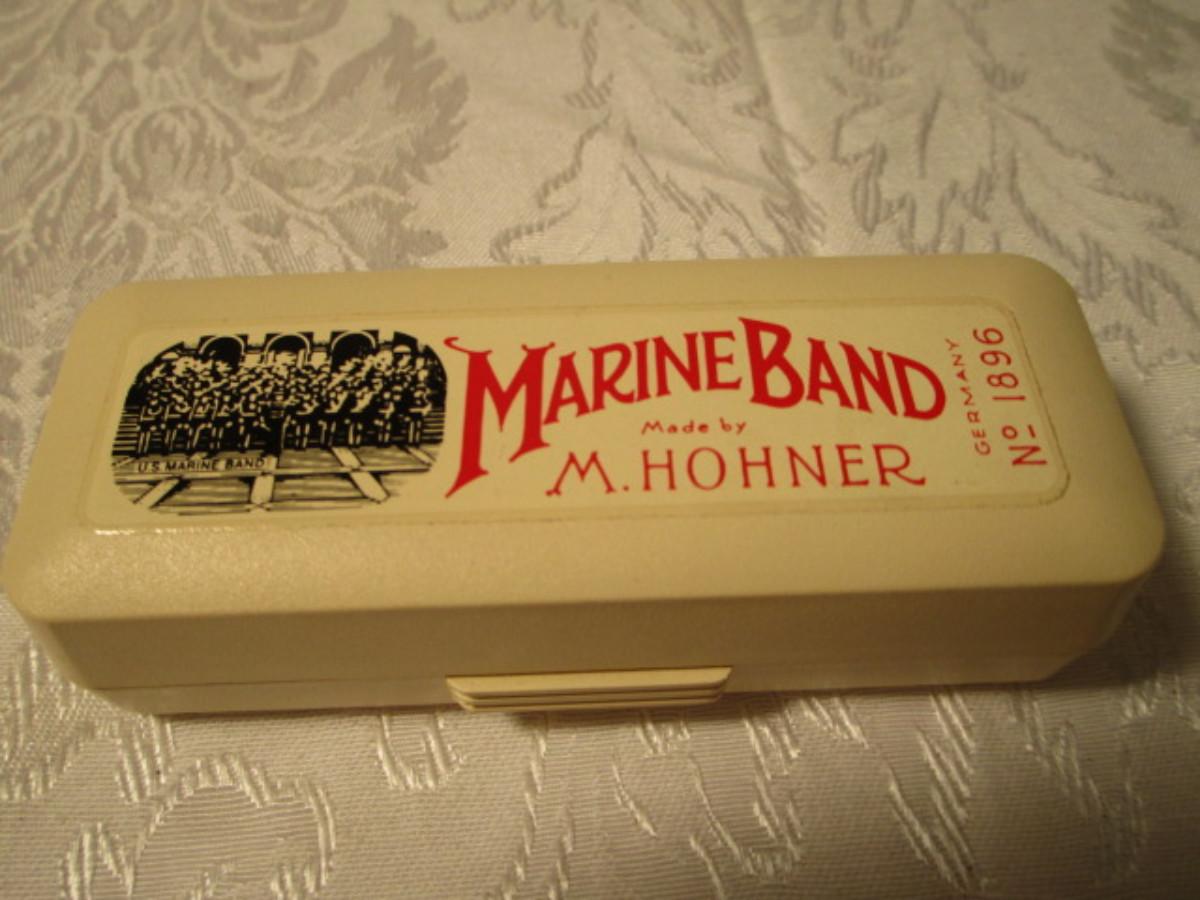 U.S. MARINE BAND
MARINE BAND
Made by
M. HOHNER
GERMANY
Nº 1896